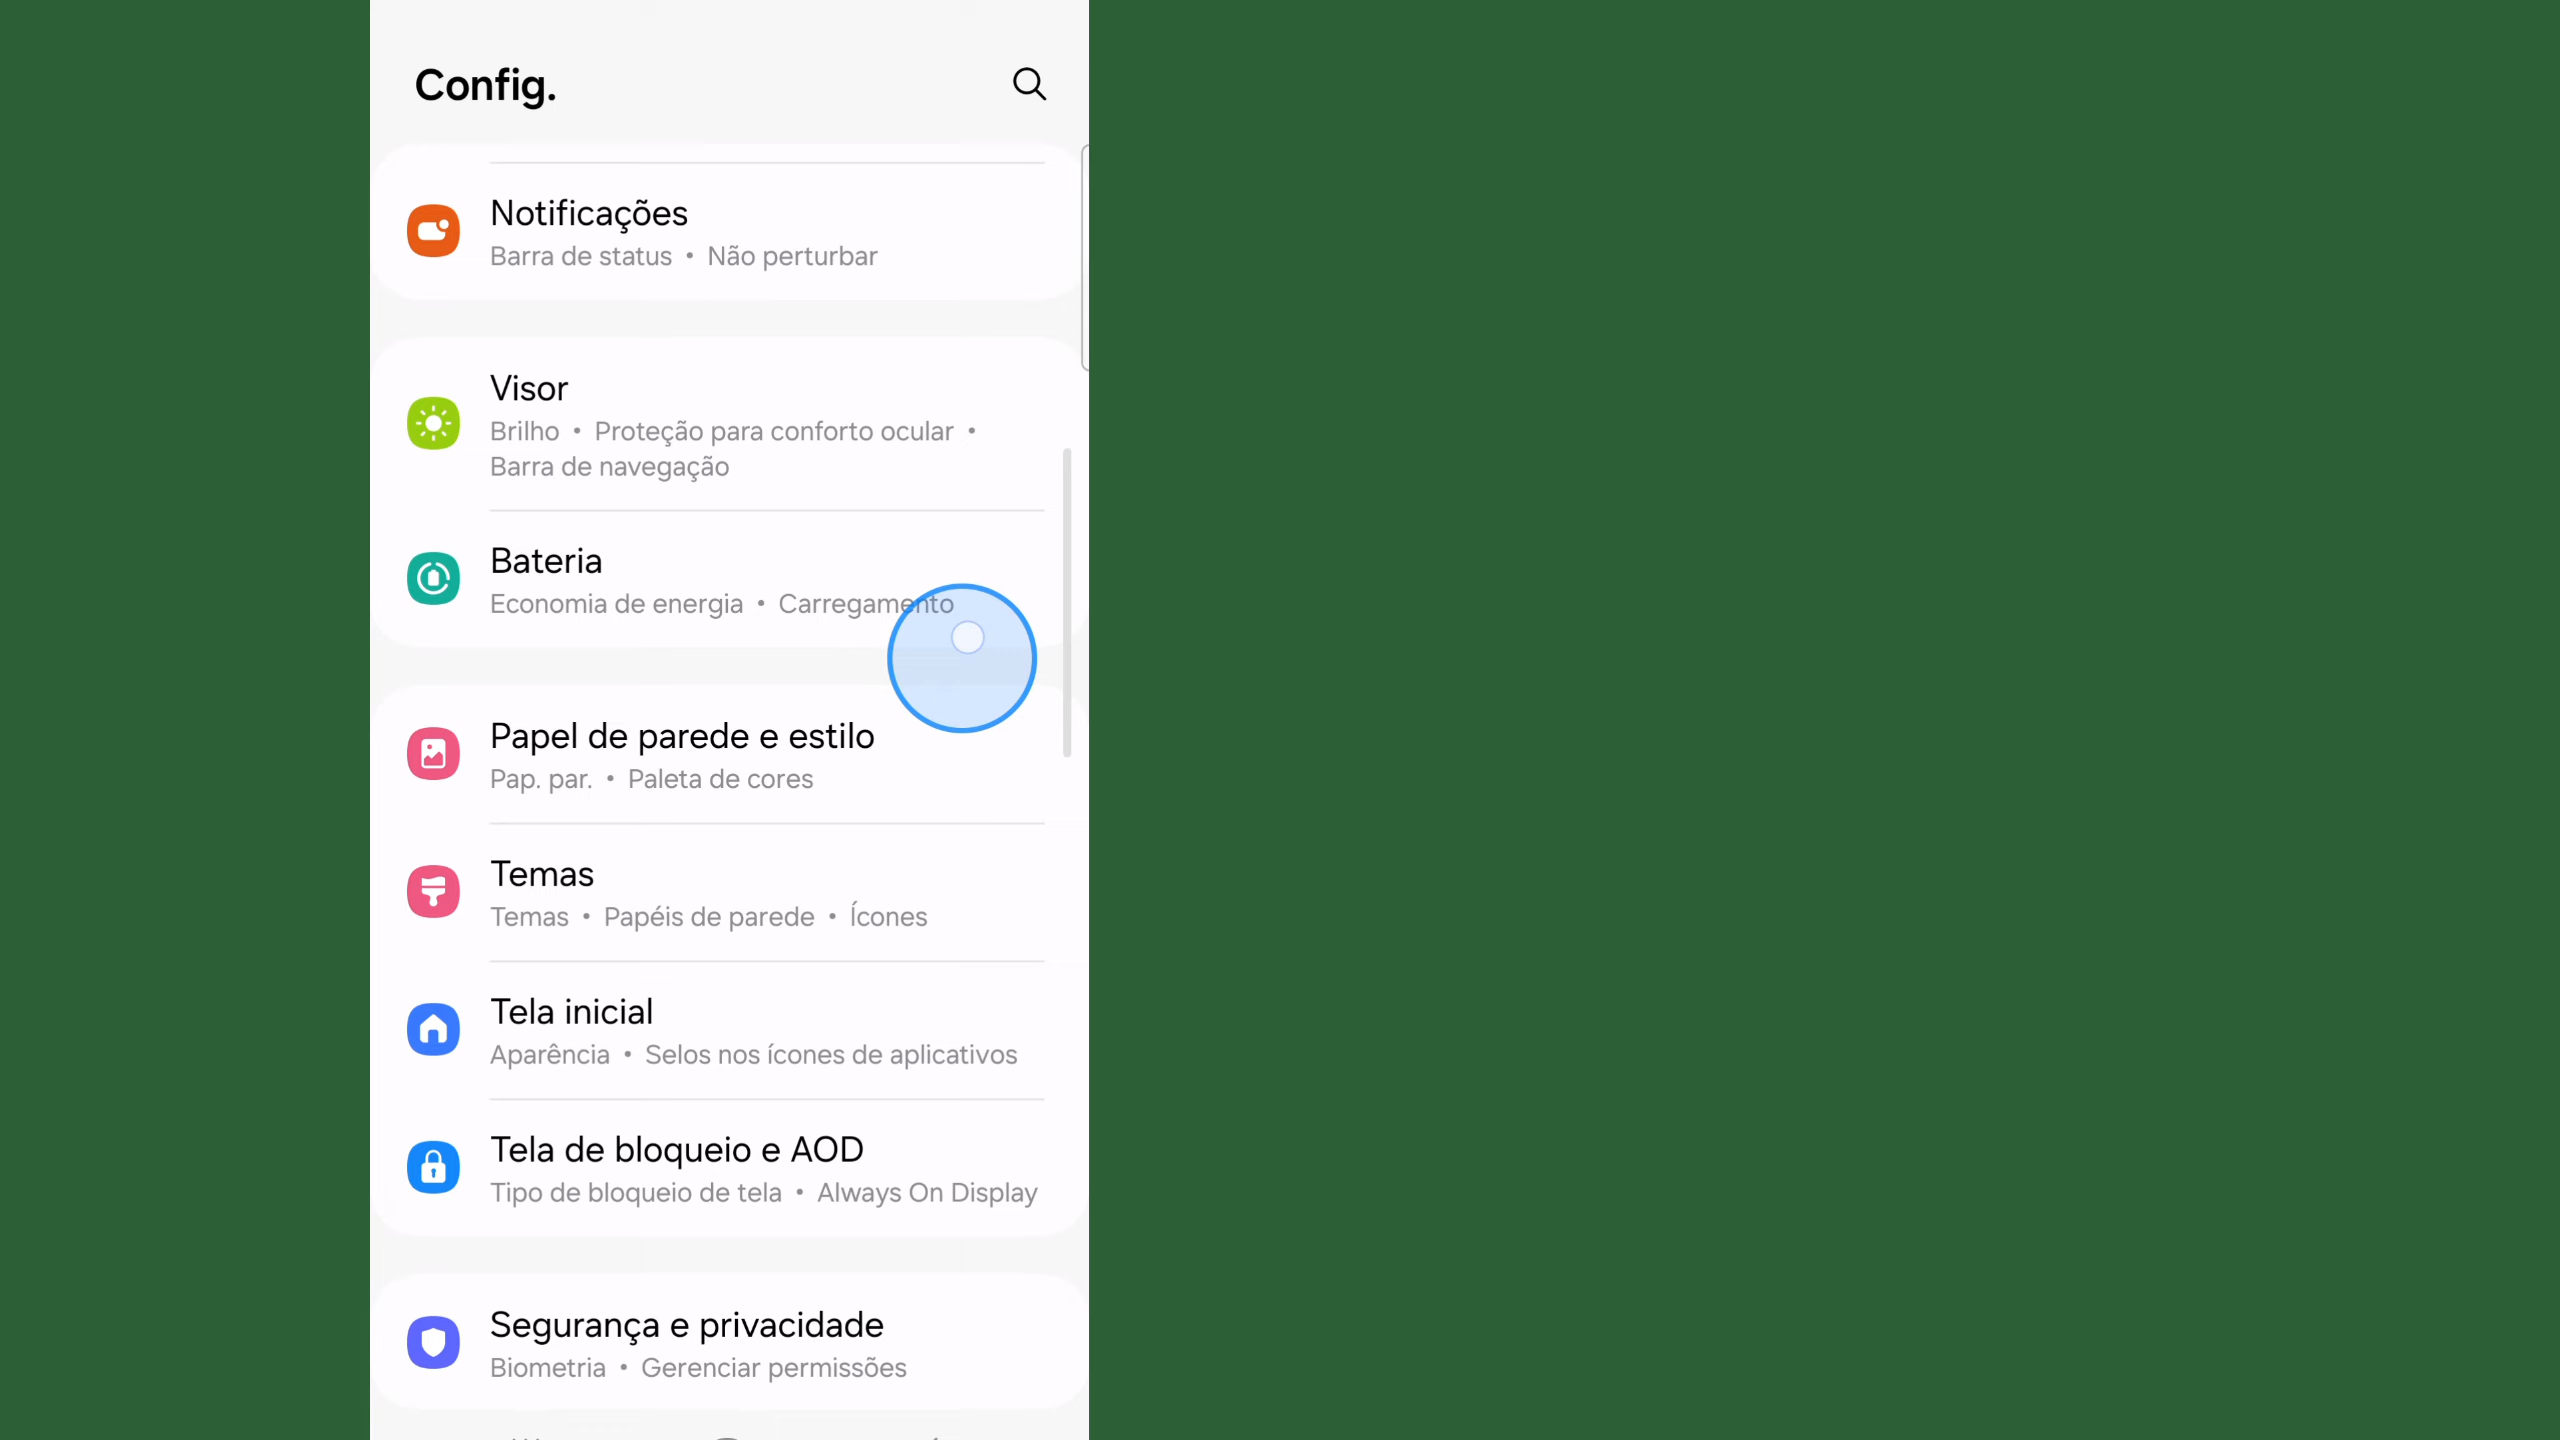 Config.
Notificações
Barra de status • Não perturbar
Visor
Brilho • Proteção para conforto ocular •
Barra de navegação
Bateria
Economia de energia • Carregamento
Papel de parede e estilo
Pap. par. • Paleta de cores
Temas
Temas • Papéis de parede • Ícones
Tela inicial
Aparência • Selos nos ícones de aplicativos
Tela de bloqueio e AOD
Tipo de bloqueio de tela • Always On Display
Segurança e privacidade
Biometria • Gerenciar permissões